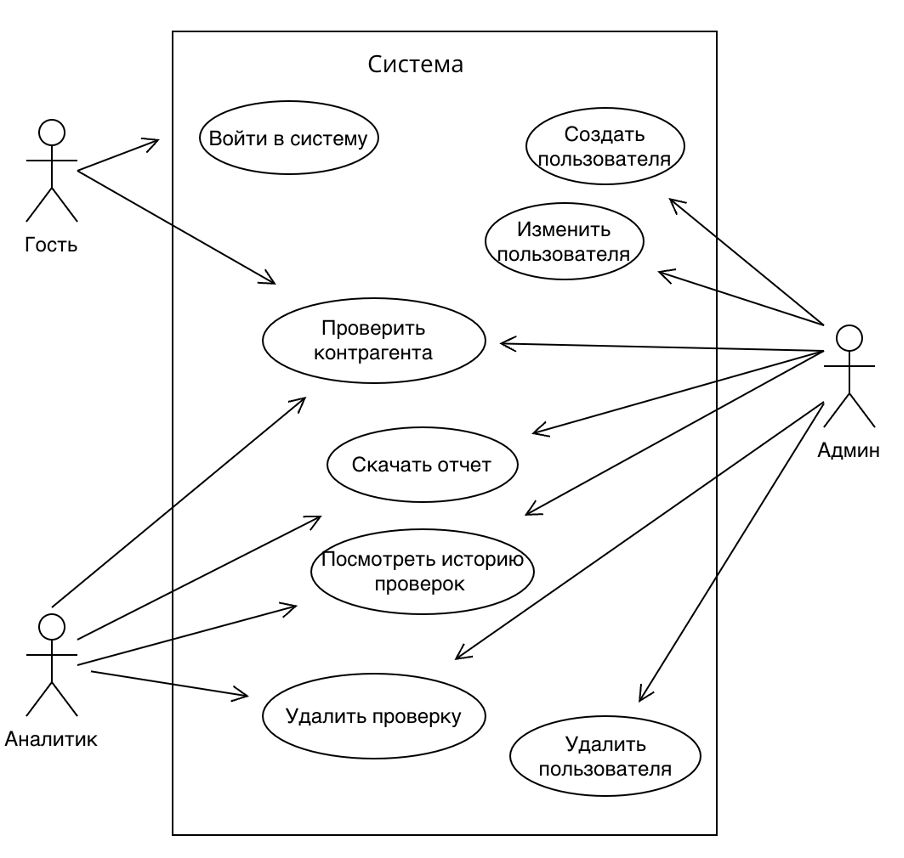 Система
Войти в систему
Создать
пользователя
Изменить
пользователя
Гость
Проверить
контрагента
Админ
Скачать отчет
Посмотреть историю
проверок
Удалить проверку
Аналитик
Удалить
пользователя